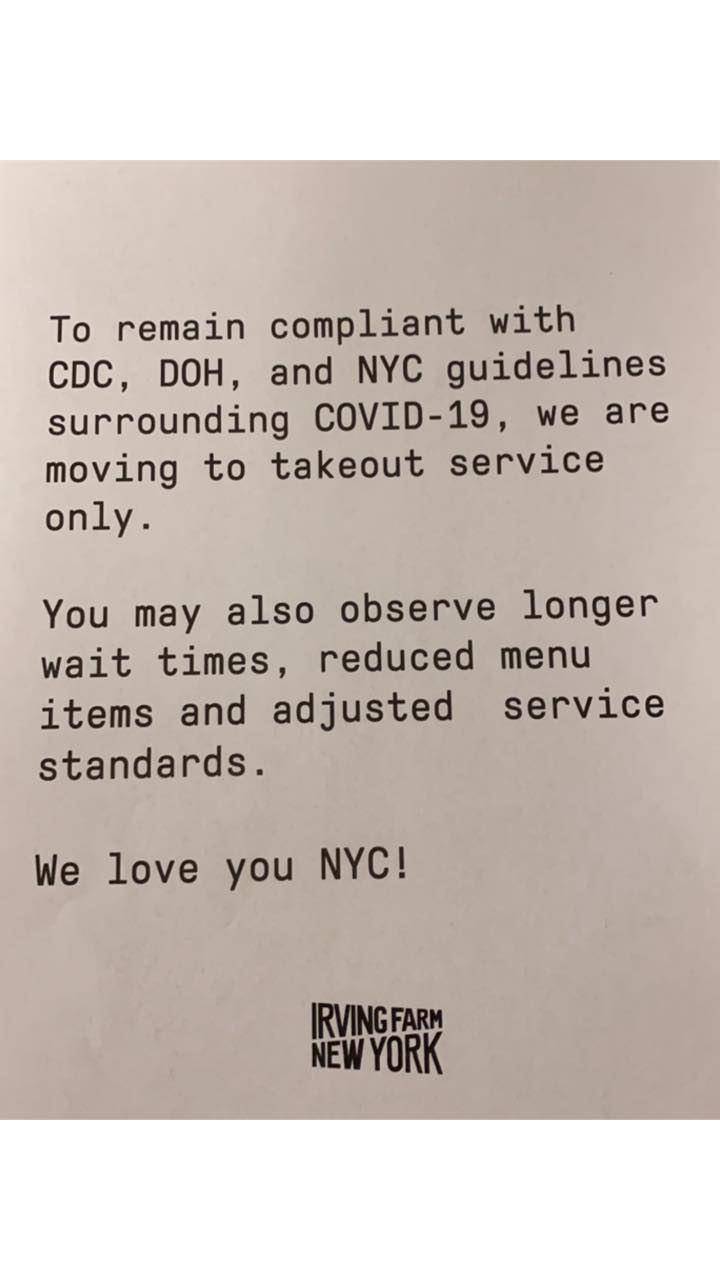 To remain compliant with
CDC, DOH, and NYC guidelines
surrounding COVID-19, we are
moving to takeout service
only.
You may also observe longer
wait times, reduced menu
items and adjusted  service
standards.
We love you NYC!
IRVING FARM
NEW YORK